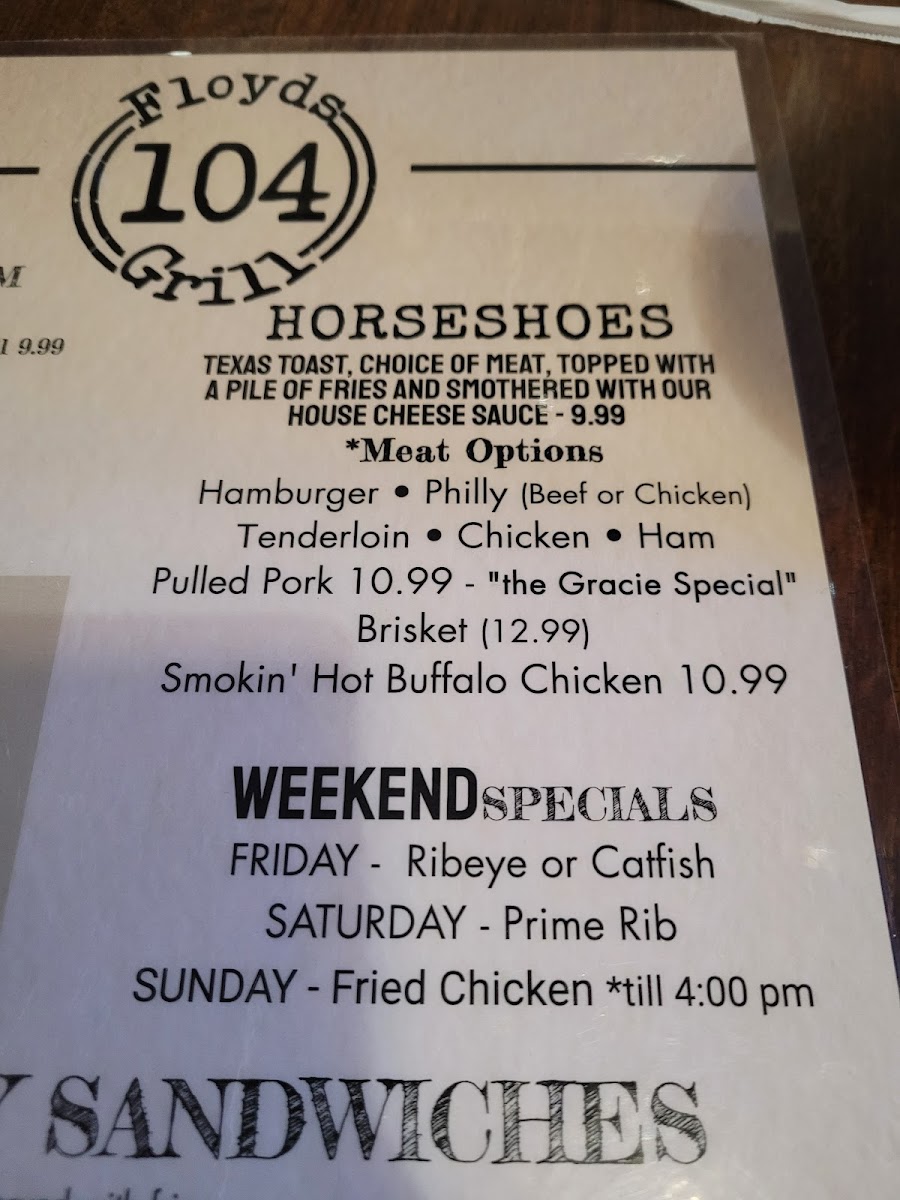 Floyds
104
Grill
M
9.99
HORSESHOES
TEXAS TOAST, CHOICE OF MEAT, TOPPED WITH
A PILE OF FRIES AND SMOTHERED WITH OUR
HOUSE CHEESE SAUCE - 9.99
*Meat Options
Hamburger • Philly (Beef or Chicken)
Tenderloin • Chicken • Ham
Pulled Pork 10.99 - "the Gracie Special"
Brisket (12.99)
Smokin' Hot Buffalo Chicken 10.99
WEEKEND SPECIALS
FRIDAY - Ribeye or Catfish
SATURDAY - Prime Rib
SUNDAY - Fried Chicken *till 4:00 pm
Y SANDWICHES